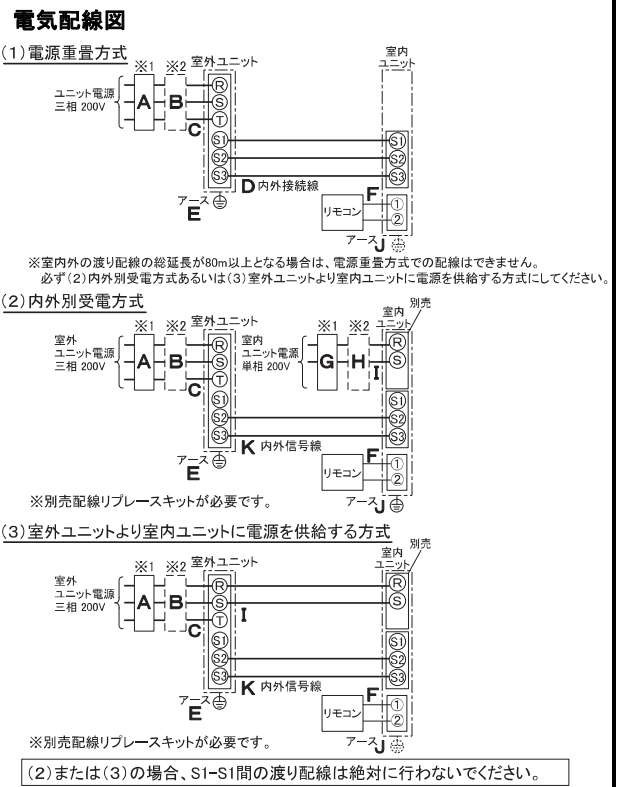 電気配線図
(1)電源重畳方式
※1 ※2 室外ユニット
室内
ユニット
ユニット電源
三相 200V
A B
C
R
S
T
S1
S2
S3
S1
S2
S3
D 内外接続線
アース
E
F
リモコン
①
②
アース J
※室内外の渡り配線の総延長が80m以上となる場合は、電源重畳方式での配線はできません。
必ず(2)内外別受電方式あるいは(3)室外ユニットより室内ユニットに電源を供給する方式にしてください。
(2)内外別受電方式
※1 ※2 室外ユニット
※1 ※2
室内
ユニット
別売
室外
ユニット電源
三相 200V
A B
C
R
S
T
S1
S2
S3
室内
ユニット電源
単相 200V
G H
I
R
S
S1
S2
S3
K 内外信号線
アース
E
F
リモコン
①
②
アース J
※別売配線リプレースキットが必要です。
(3)室外ユニットより室内ユニットに電源を供給する方式
※1 ※2 室外ユニット
室内
ユニット
別売
室外
ユニット電源
三相 200V
A B
C
R
S
T
S1
S2
S3
I
R
S
S1
S2
S3
K 内外信号線
アース
E
F
リモコン
①
②
アース J
※別売配線リプレースキットが必要です。
(2)または(3)の場合、S1-S1間の渡り配線は絶対に行わないでください。